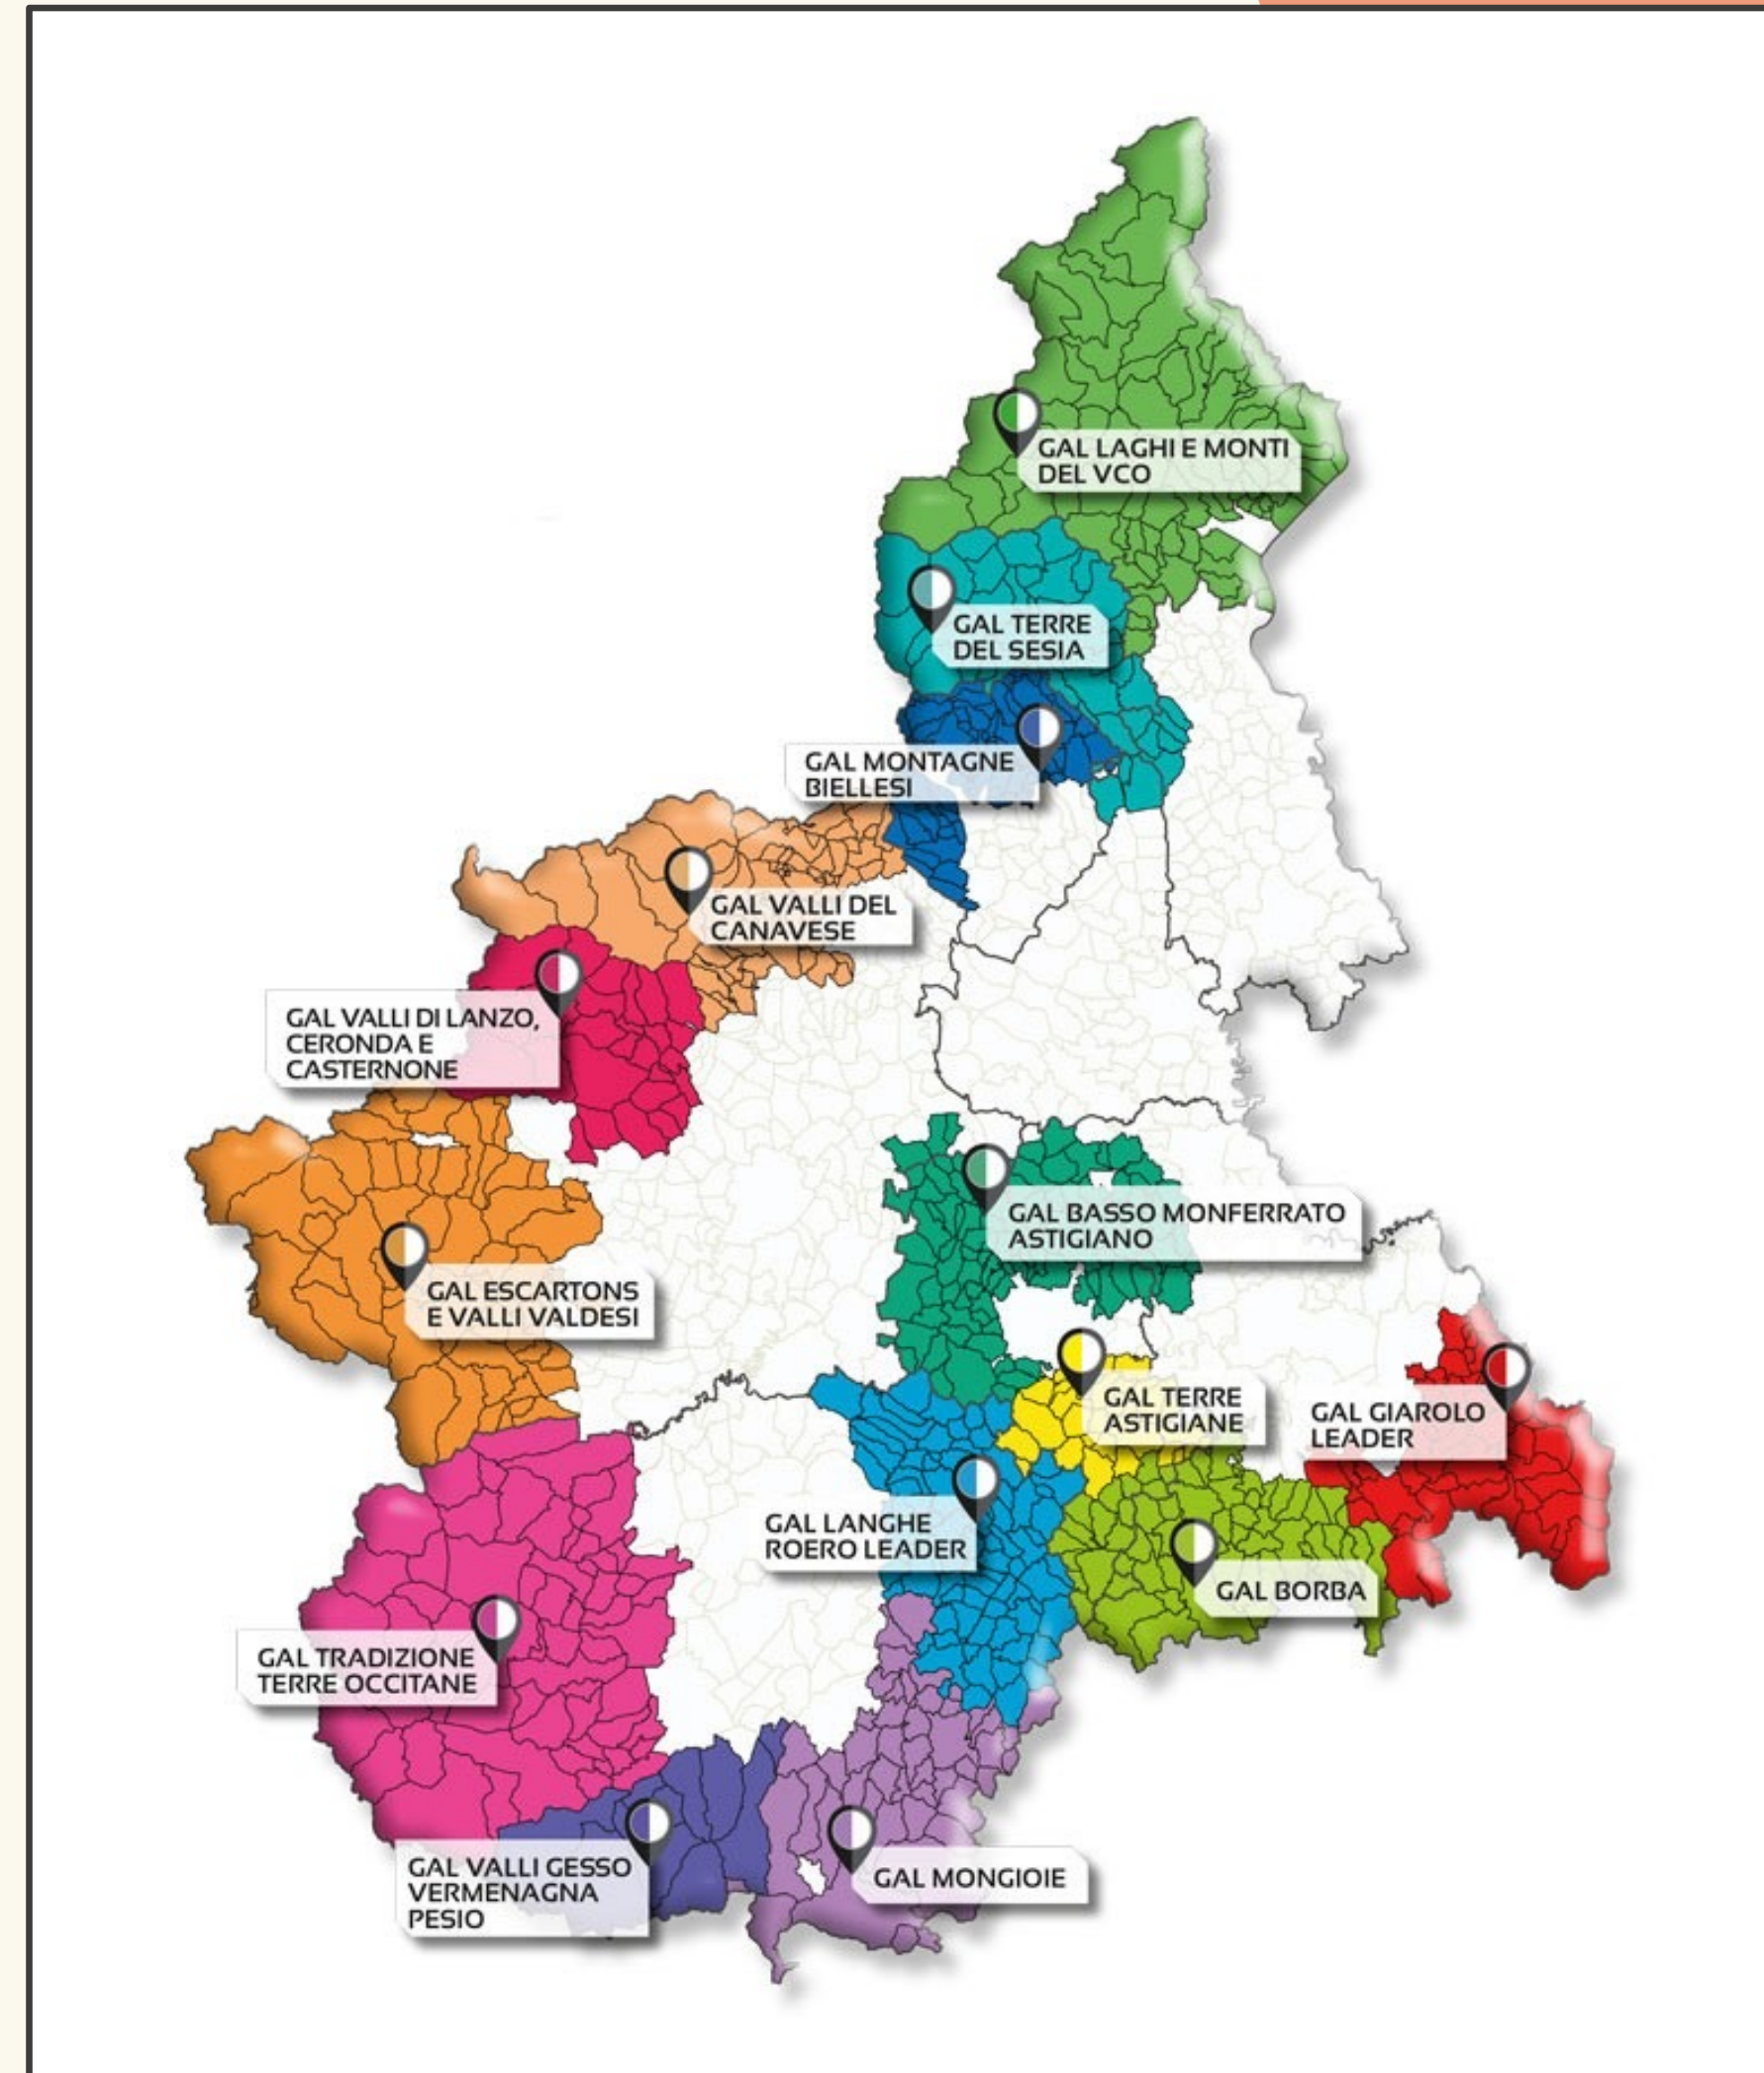 GAL LAGHI E MONTI
DEL VCO
GAL TERRE
DEL SESIA
GAL MONTAGNE
BIELLESI
GAL VALLI DEL
CANAVESE
GAL VALLI DI LANZO,
CERONDA E
CASTERNONE
GAL BASSO MONFERRATO
ASTIGIANO
GAL ESCARTONS
E VALLI VALDESI
GAL TERRE
ASTIGIANE
GAL GIAROLO
LEADER
GAL LANGHE
ROERO LEADER
GAL BORBA
GAL TRADIZIONE
TERRE OCCITANE
GAL VALLI GESSO
VERMENAGNA
PESIO
GAL MONGIOIE